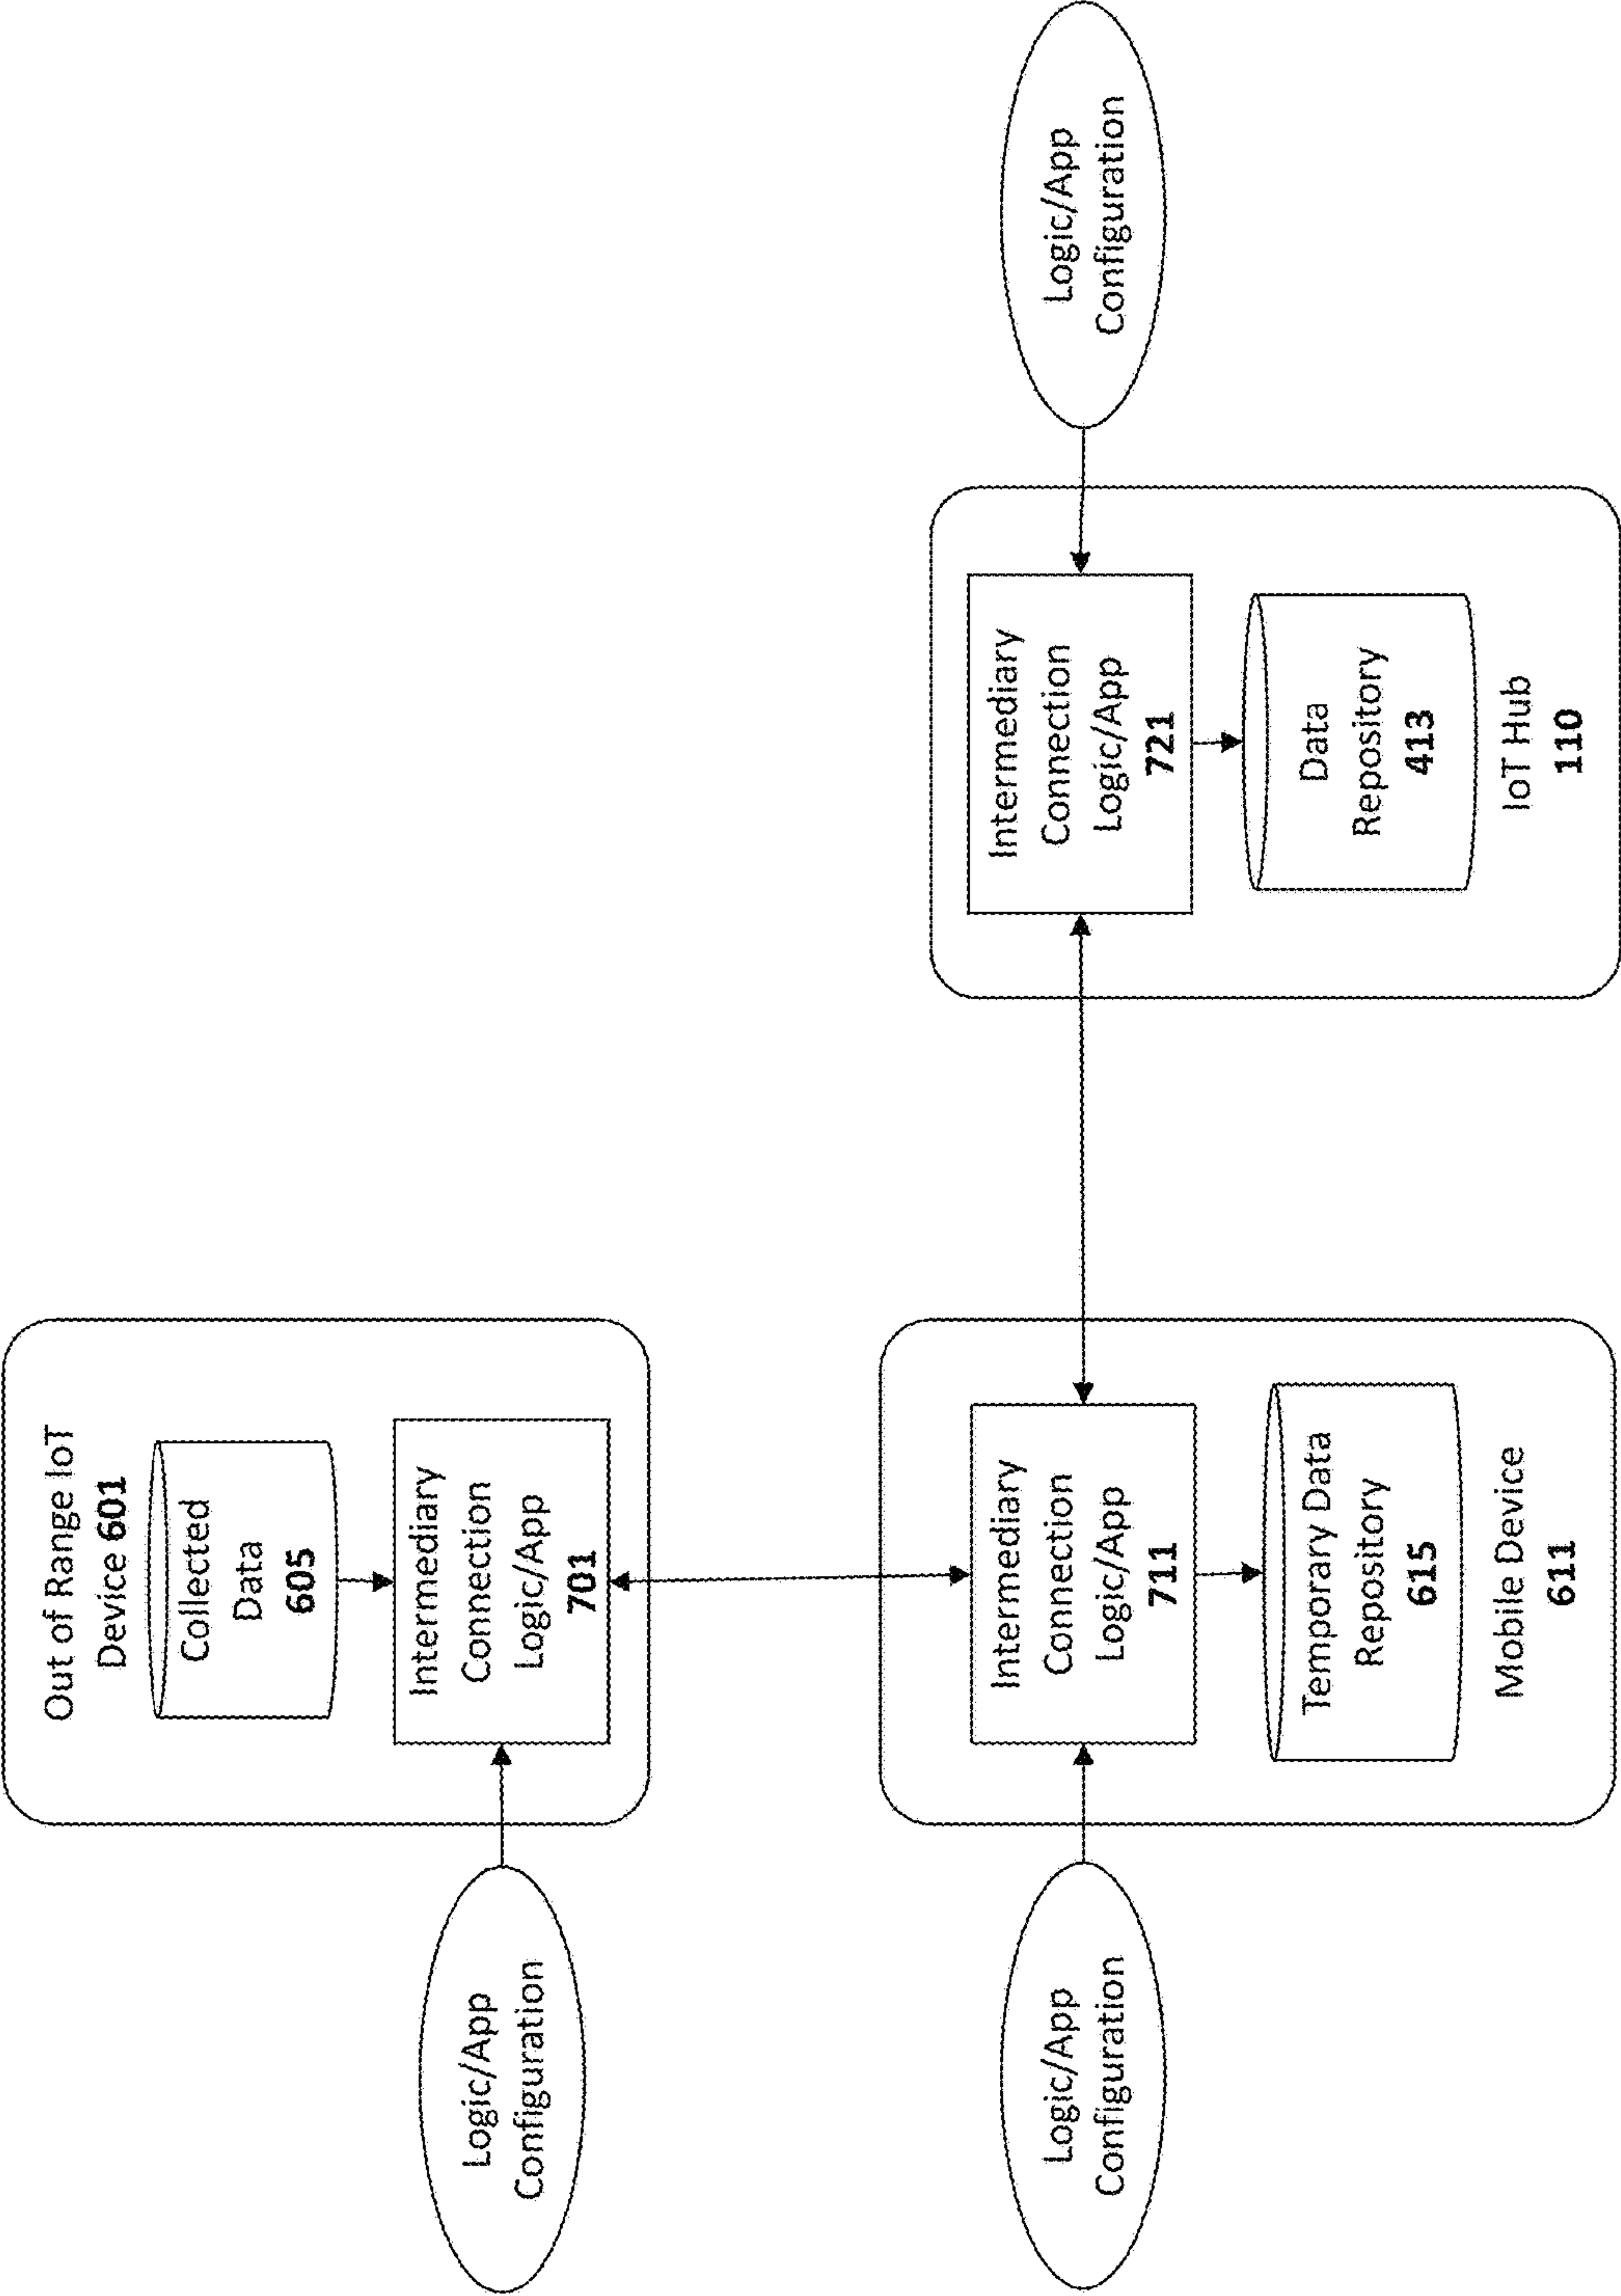 Out of Range IoT
Device 601
Collected
Data
605
Intermediary
Connection
Logic/App
701
Logic/App
Configuration
Logic/App
Configuration
Intermediary
Connection
Logic/App
711
Temporary Data
Repository
615
Mobile Device
611
Intermediary
Connection
Logic/App
721
Data
Repository
413
IoT Hub
110
Logic/App
Configuration